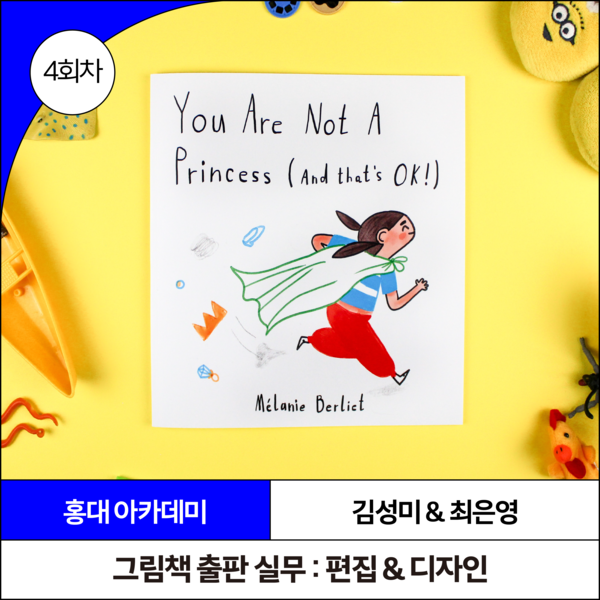 4회차
You Are Not A
Princess (And that's OK!)
Mélanie Berliet
홍대 아카데미
김성미 & 최은영
그림책 출판 실무 : 편집 & 디자인